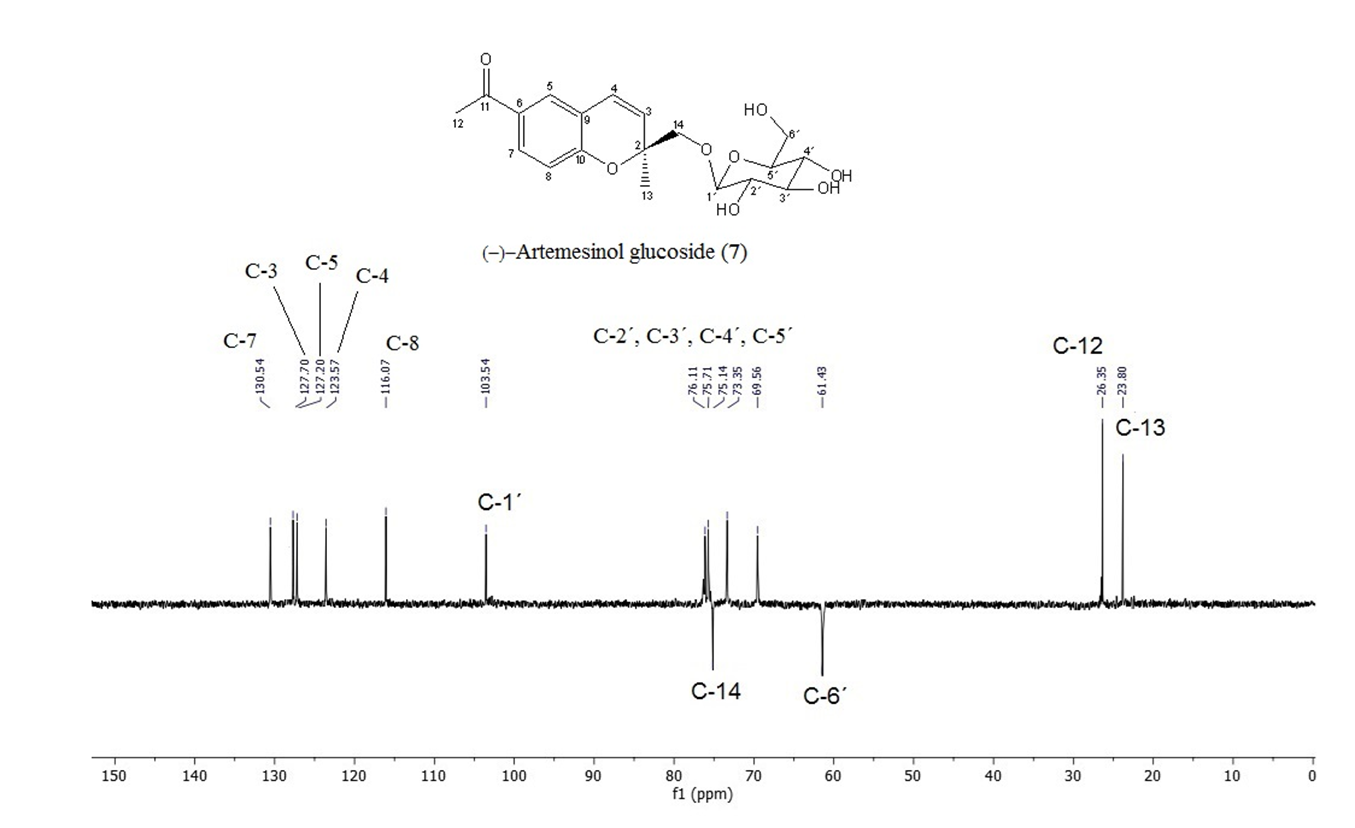 O
5
4
11
6
9
3
12
14
HO
6´
7
2
O
O
4´
10
8
O
5´
OH
13
1´
2´
3´
OH
HO
(–)–Artemesinol glucoside (7)
C-3
C-5
C-4
C-7
C-8
C-2´, C-3´, C-4´, C-5´
C-12
130.54
127.70
127.20
123.57
116.07
103.54
76.11
75.71
75.14
73.35
69.56
61.43
26.35
23.80
C-13
C-1´
C-14
C-6´
150 140 130 120 110 100 90 80 70 60 50 40 30 20 10 0
f1 (ppm)